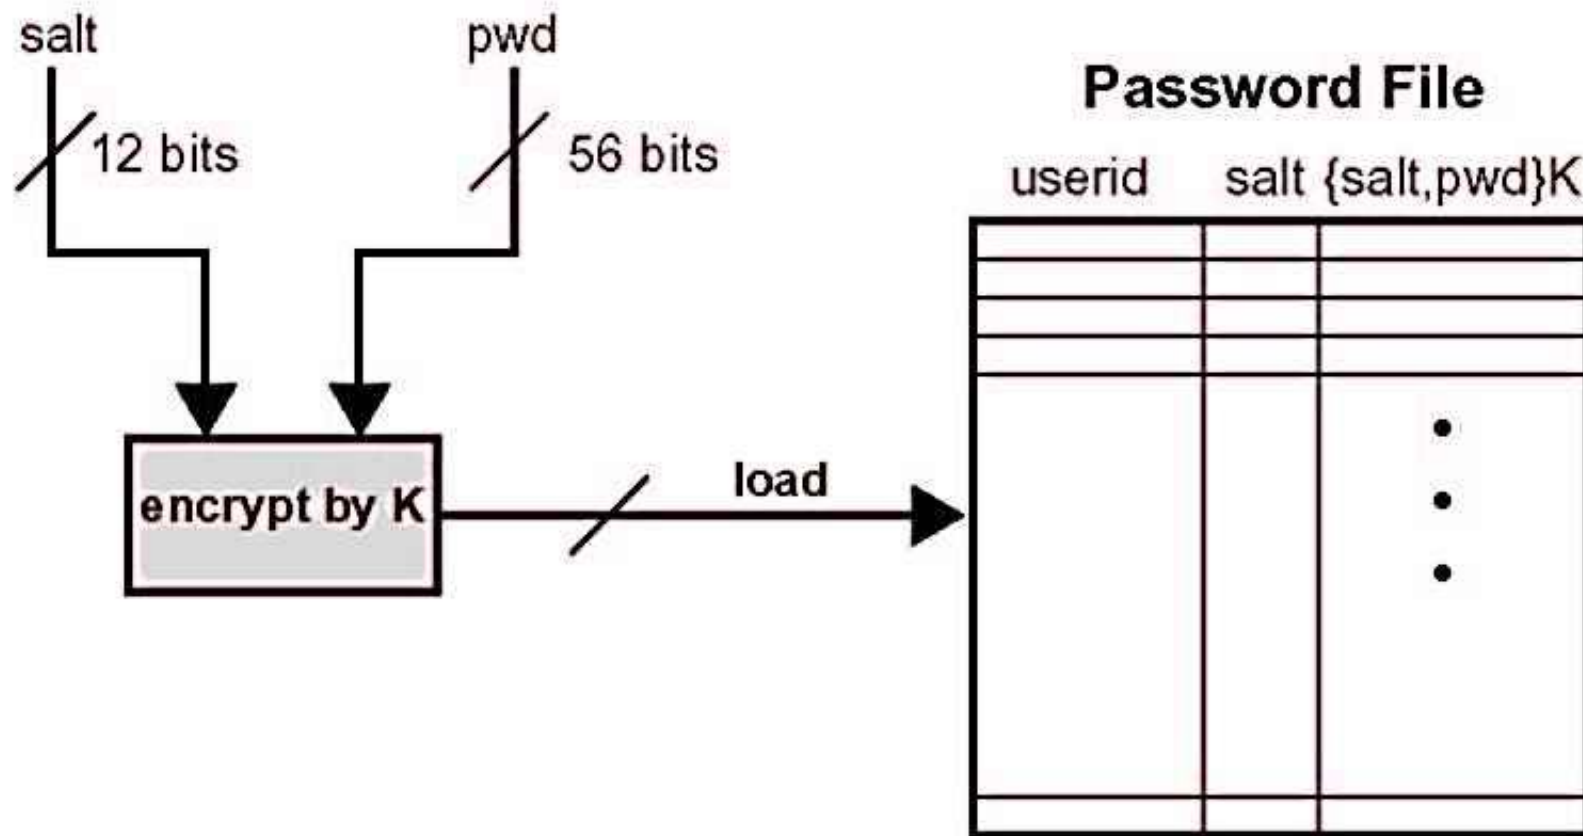 salt
pwd
12 bits
56 bits
encrypt by K
load
Password File
userid salt {salt,pwd}K